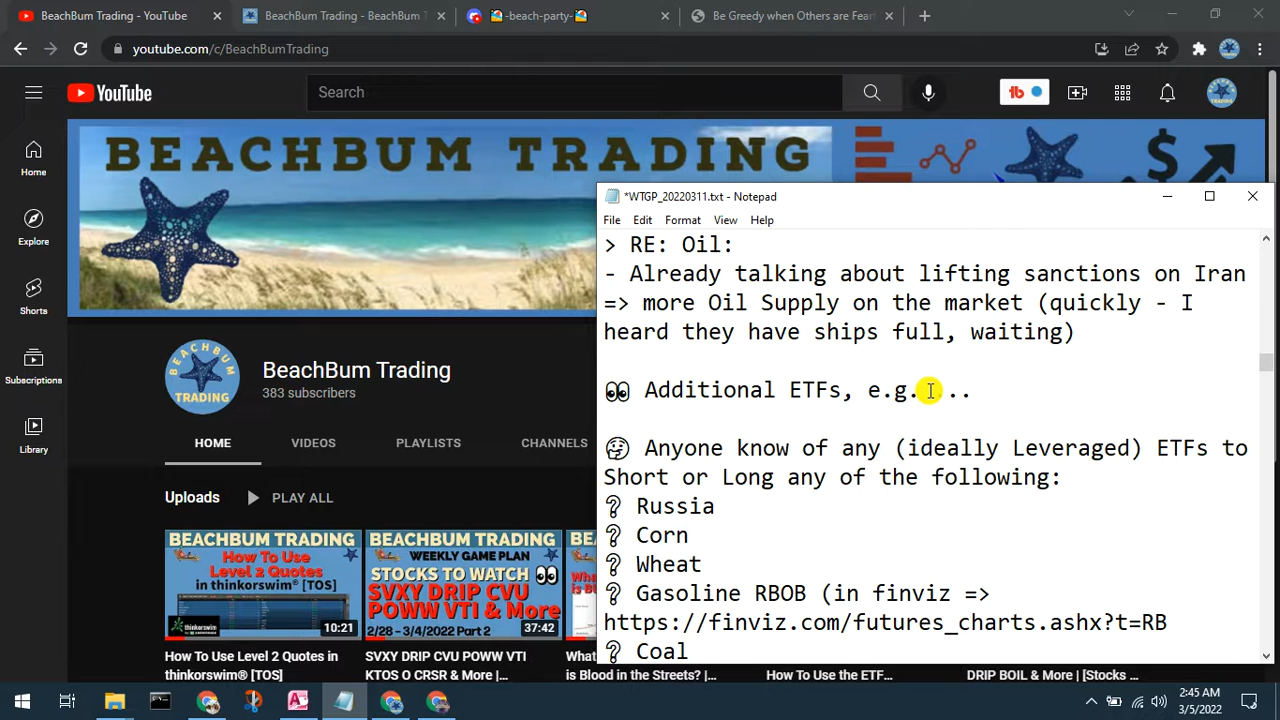 BeachBum Trading - YouTube
BeachBum Trading - BeachBum T
-beach-party-
Be Greedy when Others are Fear
youtube.com/c/BeachBumTrading
YouTube
Search
BEACHBUM TRADING
Home
Explore
Shorts
Subscriptions
Library
BEACHBUM TRADING
BeachBum Trading
383 subscribers
HOME
VIDEOS
PLAYLISTS
CHANNELS
Uploads
PLAY ALL
BEACHBUM TRADING
How To Use
Level 2 Quotes
in thinkorswim® [TOS]
thinkorswim
10:21
How To Use Level 2 Quotes in
thinkorswim® [TOS]
BEACHBUM TRADING
WEEKLY GAME PLAN
STOCKS TO WATCH
SVXY DRIP CVU
POWW VTI & More
2/28 - 3/4/2022 Part 2
37:42
SVXY DRIP CVU POWW VTI
O CRSR & More | [Stocks
BEA
What
is Blood in the Streets? |...
How To Use the ETF...
DRIP BOIL & More | [Stocks ...
*WTGP_20220311.txt - Notepad
File Edit Format View Help
> RE: Oil:
- Already talking about lifting sanctions on Iran
=> more Oil Supply on the market (quickly - I
heard they have ships full, waiting)
👀 Additional ETFs, e.g. ...
🤔 Anyone know of any (ideally Leveraged) ETFs to
Short or Long any of the following:
❔ Russia
❔ Corn
❔ Wheat
❔ Gasoline RBOB (in finviz =>
https://finviz.com/futures_charts.ashx?t=RB
❔ Coal
2:45 AM
3/5/2022